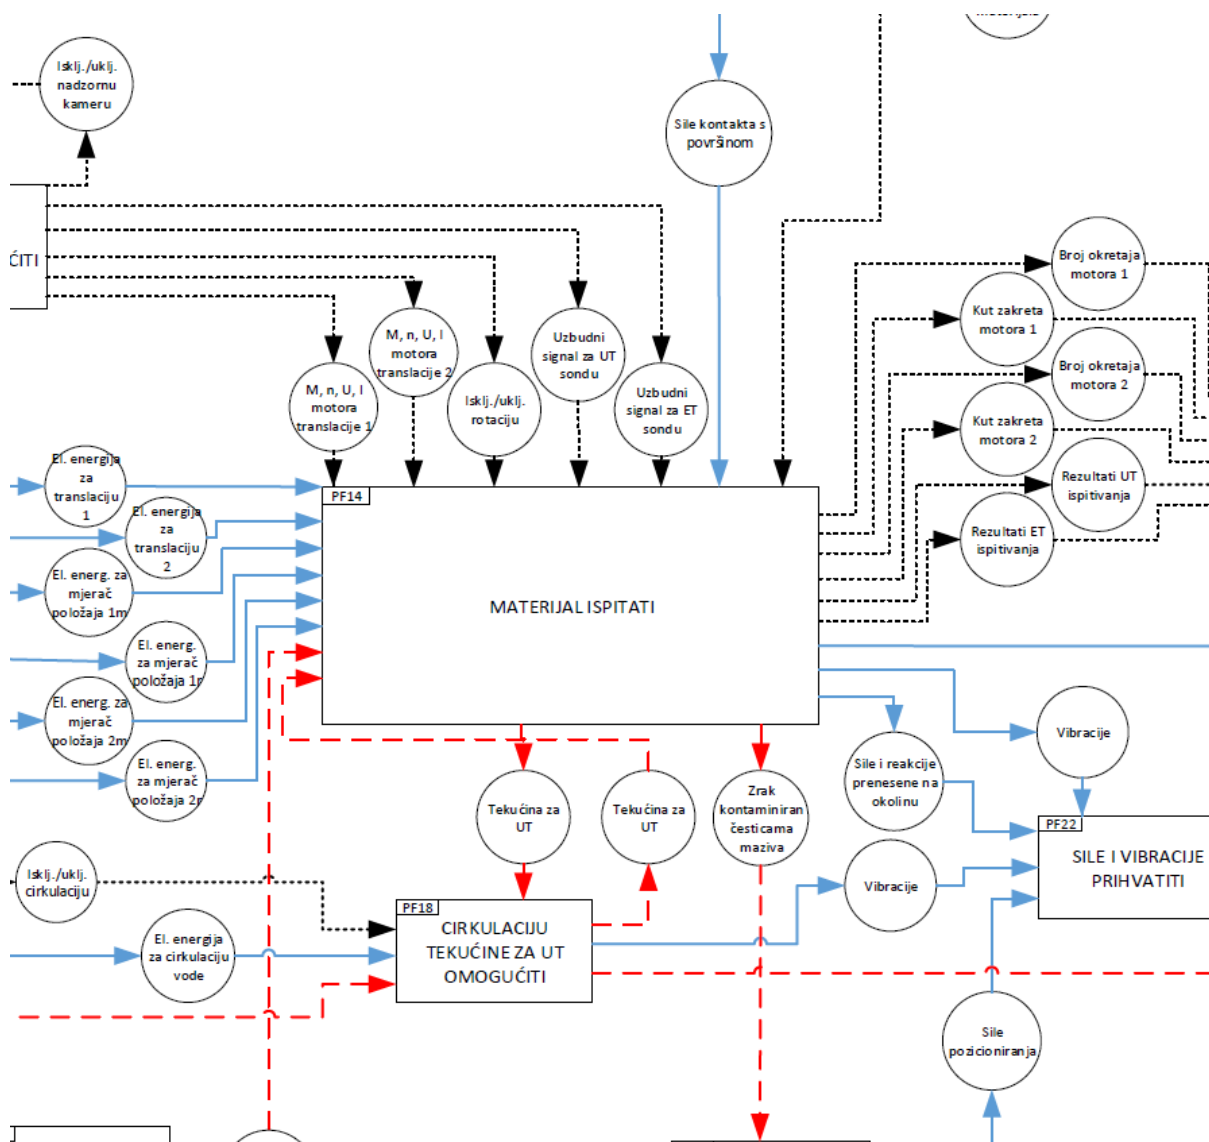 Isklj./uklj.
nadzornu
kameru
Sile kontakta s
površinom
ĆITI
Broj okretaja
motora 1
Kut zakreta
motora 1
Broj okretaja
motora 2
Kut zakreta
motora 2
Rezultati UT
ispitivanja
Rezultati ET
ispitivanja
M, n, U, I
motora
translacije 1
M, n, U, I
motora
translacije 2
Isklj./uklj.
rotaciju
Uzbudni
signal za UT
sondu
Uzbudni
signal za ET
sondu
El. energija
za
translaciju
1
El. energija
za
translaciju
2
El. energ. za
mjerač
položaja 1m
El. energ.
za mjerač
položaja 1r
El. energ. za
mjerač
položaja 2m
El. energ.
za mjerač
položaja 2r
PF14
MATERIJAL ISPITATI
Tekućina za
UT
Tekućina za
UT
Zrak
kontaminiran
česticama
maziva
Sile i reakcije
prenesene na
okolinu
Vibracije
Vibracije
PF22
SILE I VIBRACIJE
PRIHVATITI
Isklj./uklj.
cirkulaciju
El. energija
za cirkulaciju
vode
PF18
CIRKULACIJU
TEKUĆINE ZA UT
OMOGUĆITI
Sile
pozicioniranja